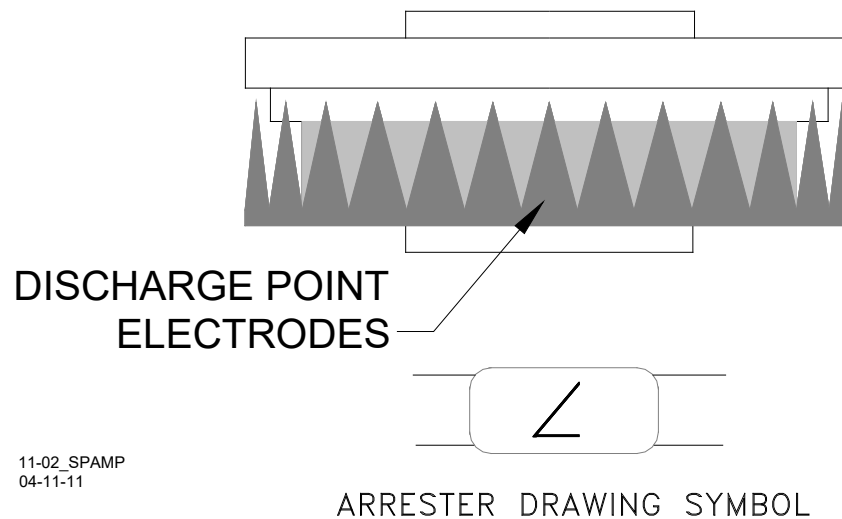 DISCHARGE POINT
ELECTRODES
11-02_SPAMP
04-11-11
ARRESTER DRAWING SYMBOL